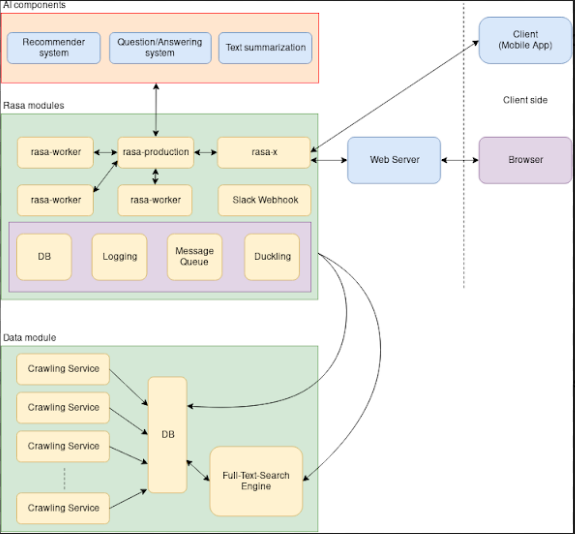 AI components
Recommender
system
Question/Answering
system
Text summarization
Client
(Mobile App)
Client side
Rasa modules
rasa-worker
rasa-production
rasa-x
Web Server
Browser
rasa-worker
rasa-worker
Slack Webhook
DB
Logging
Message
Queue
Duckling
Data module
Crawling Service
Crawling Service
Crawling Service
Crawling Service
DB
Full-Text-Search
Engine